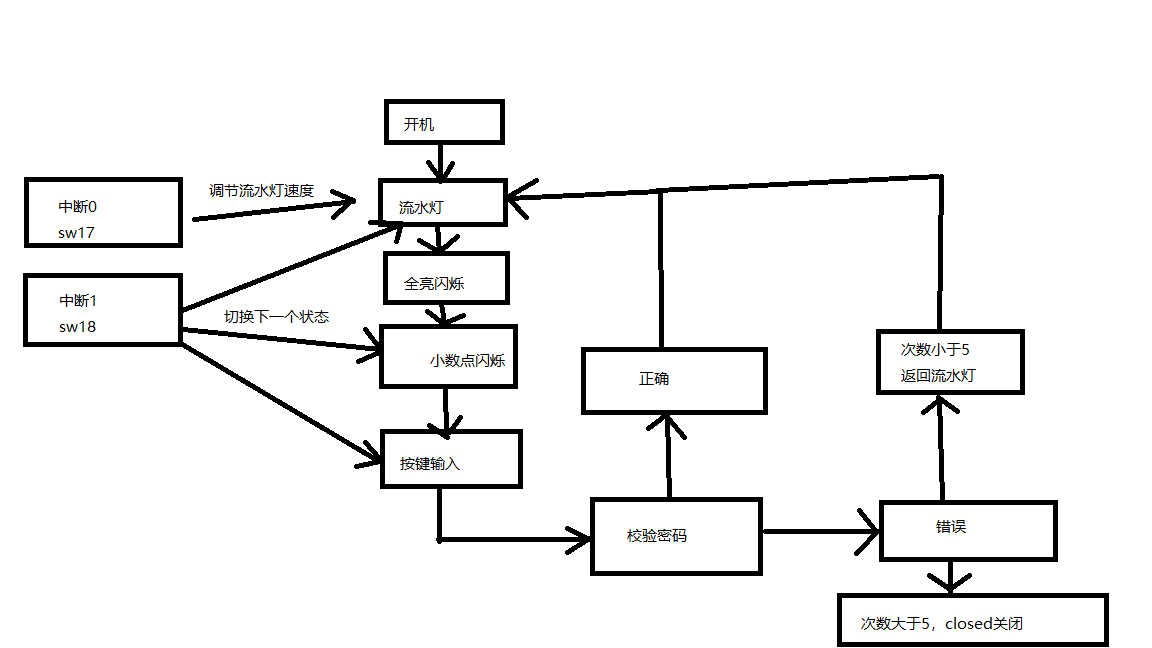 开机
中断0
sw17
调节流水灯速度
流水灯
全亮闪烁
中断1
sw18
切换下一个状态
小数点闪烁
按键输入
正确
次数小于5
返回流水灯
校验密码
错误
次数大于5，closed关闭